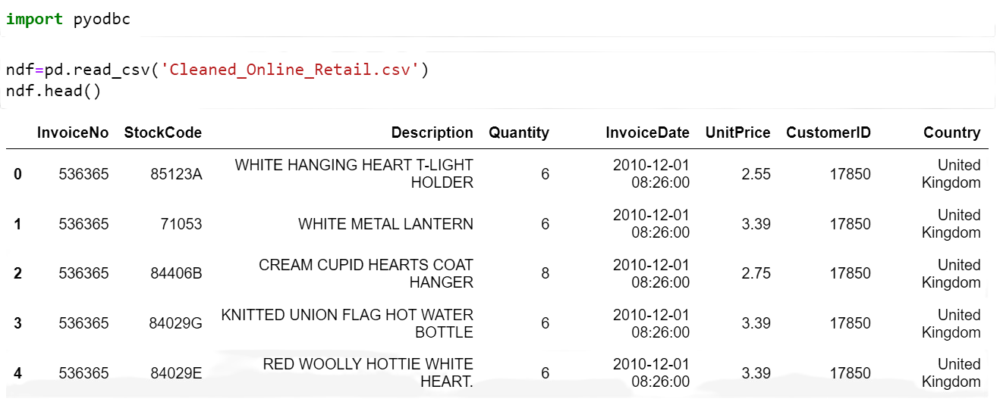 import pyodbc
ndf=pd.read_csv('Cleaned_Online_Retail.csv')
ndf.head()
InvoiceNo StockCode Description Quantity InvoiceDate UnitPrice CustomerID Country
0 536365 85123A WHITE HANGING HEART T-LIGHT HOLDER 6 2010-12-01 08:26:00 2.55 17850 United Kingdom
1 536365 71053 WHITE METAL LANTERN 6 2010-12-01 08:26:00 3.39 17850 United Kingdom
2 536365 84406B CREAM CUPID HEARTS COAT HANGER 8 2010-12-01 08:26:00 2.75 17850 United Kingdom
3 536365 84029G KNITTED UNION FLAG HOT WATER BOTTLE 6 2010-12-01 08:26:00 3.39 17850 United Kingdom
4 536365 84029E RED WOOLLY HOTTIE WHITE HEART. 6 2010-12-01 08:26:00 3.39 17850 United Kingdom